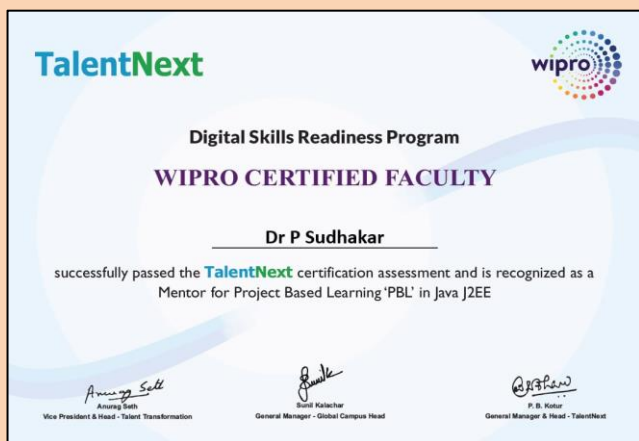 TalentNext
wipro
Digital Skills Readiness Program
WIPRO CERTIFIED FACULTY
Dr P Sudhakar
successfully passed the TalentNext certification assessment and is recognized as a
Mentor for Project Based Learning ‘PBL’ in Java J2EE
Anurag Seth
Anurag Seth
Vice President & Head - Talent Transformation
Sunil Kalachar
General Manager - Global Campus Head
P. B. Kotur
General Manager & Head - TalentNext